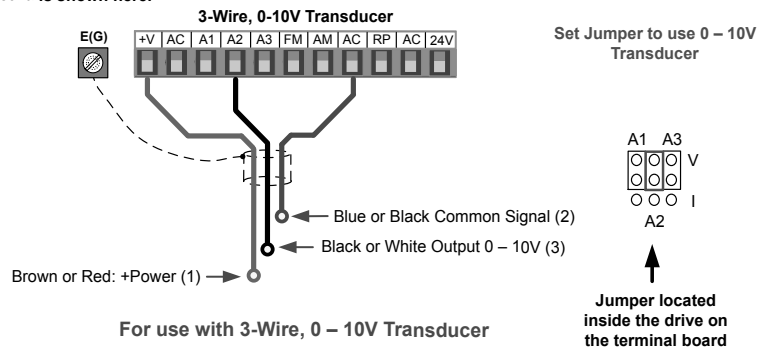 3-Wire, 0-10V Transducer
E(G)
+V AC A1 A2 A3 FM AM AC RP AC 24V
Set Jumper to use 0 – 10V
Transducer
A1 A3
V
I
A2
Blue or Black Common Signal (2)
Black or White Output 0 – 10V (3)
Brown or Red: +Power (1)
Jumper located
inside the drive on
the terminal board
For use with 3-Wire, 0 – 10V Transducer